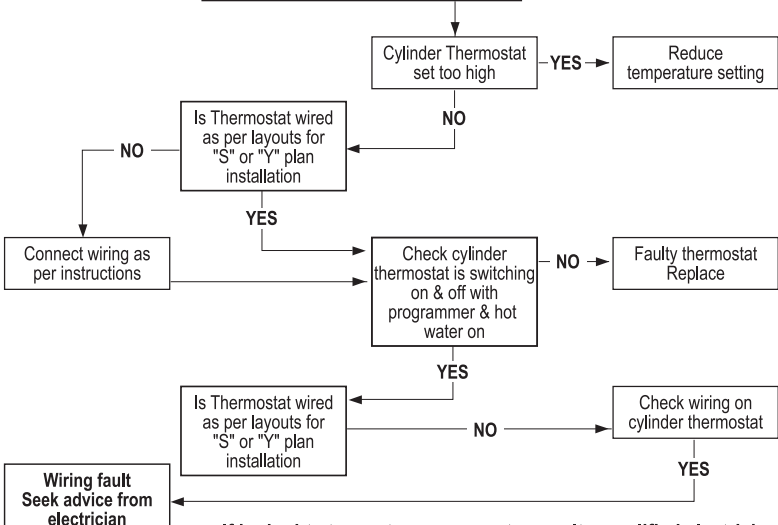 Cylinder Thermostat
set too high
YES
Reduce
temperature setting
NO
Is Thermostat wired
as per layouts for
"S" or "Y" plan
installation
NO
YES
Connect wiring as
per instructions
Check cylinder
thermostat is switching
on & off with
programmer & hot
water on
NO
Faulty thermostat
Replace
YES
Is Thermostat wired
as per layouts for
"S" or "Y" plan
installation
NO
Check wiring on
cylinder thermostat
YES
Wiring fault
Seek advice from
electrician